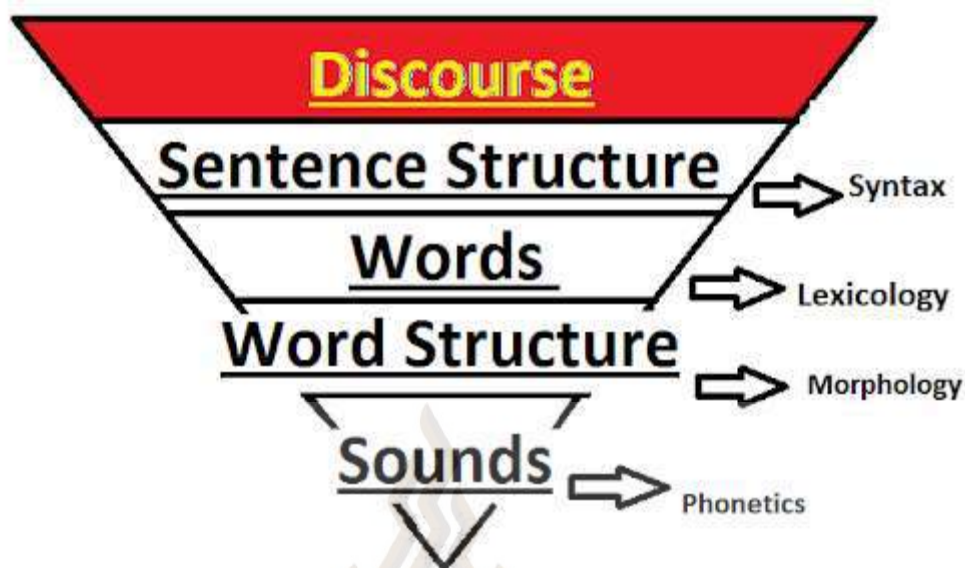 Discourse
Sentence Structure
Syntax
Words
Lexicology
Word Structure
Morphology
Sounds
Phonetics